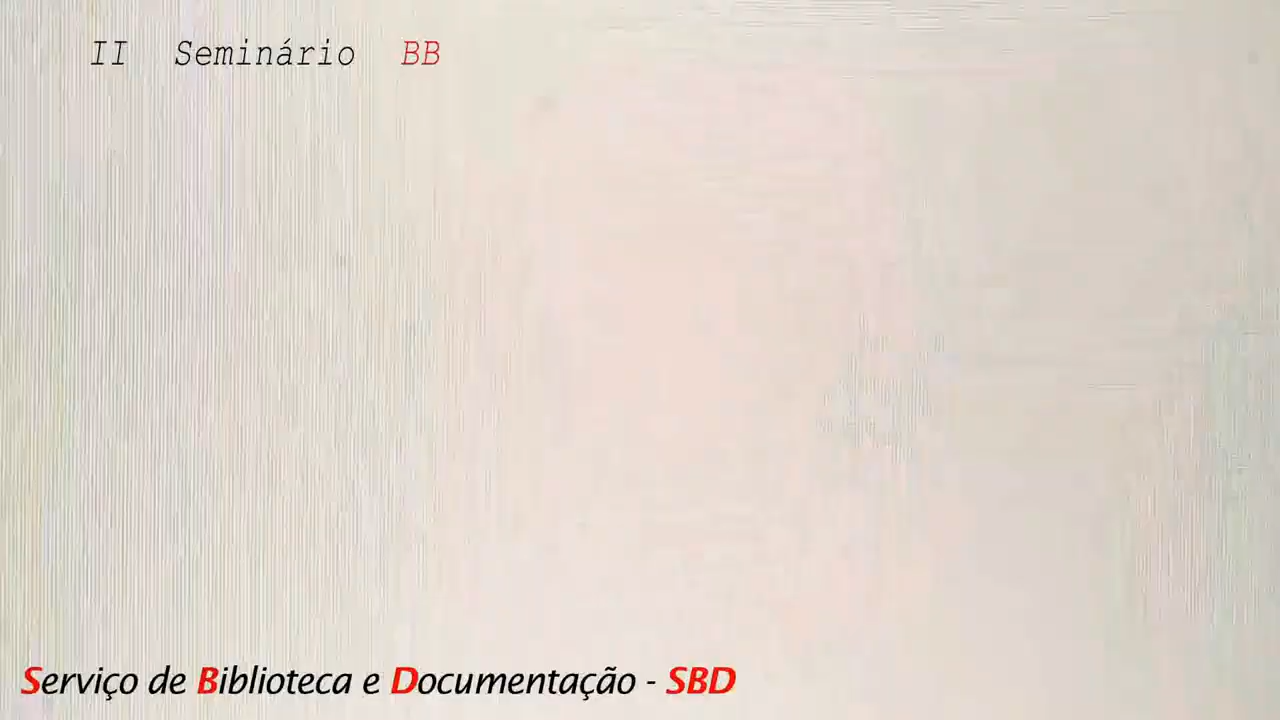 II Seminário BB
Serviço de Biblioteca e Documentação - SBD